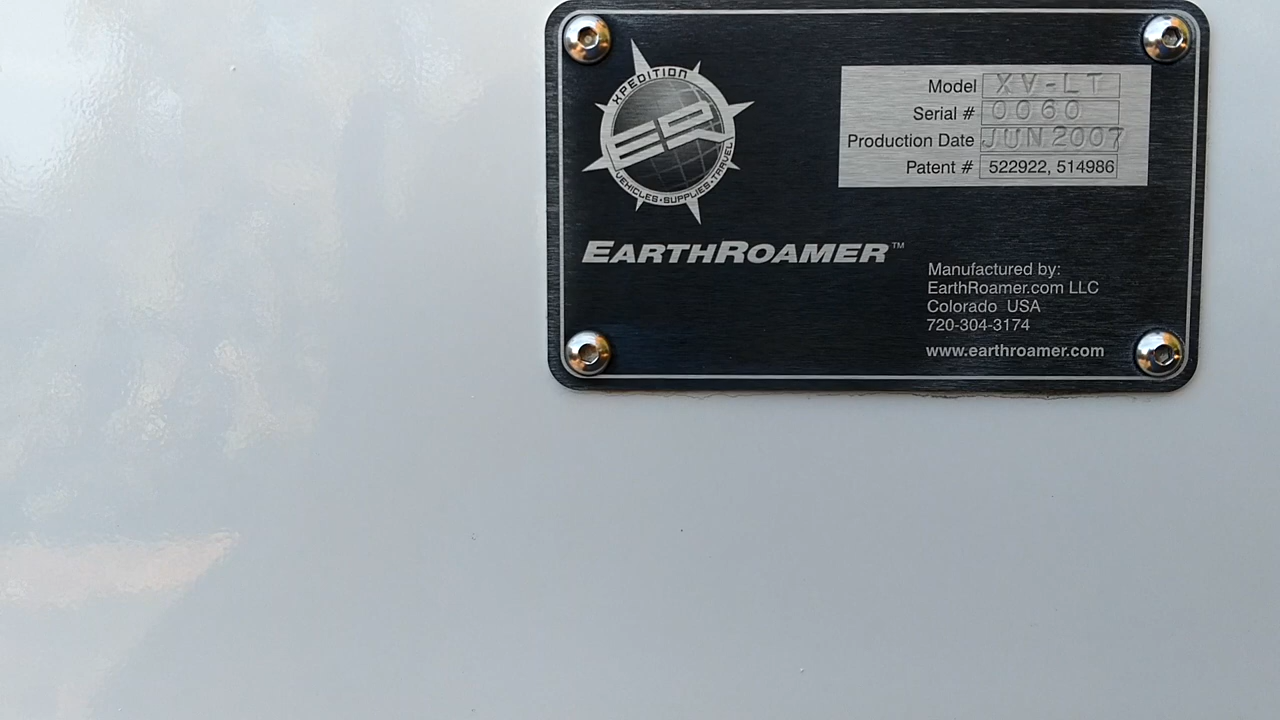 XPEDITION
ER
VEHICLES • SUPPLIES • TRAVEL
EARTHROAMER™
Model XV-LT
Serial # 0060
Production Date JUN 2007
Patent # 522922, 514986
Manufactured by:
EarthRoamer.com LLC
Colorado USA
720-304-3174
www.earthroamer.com